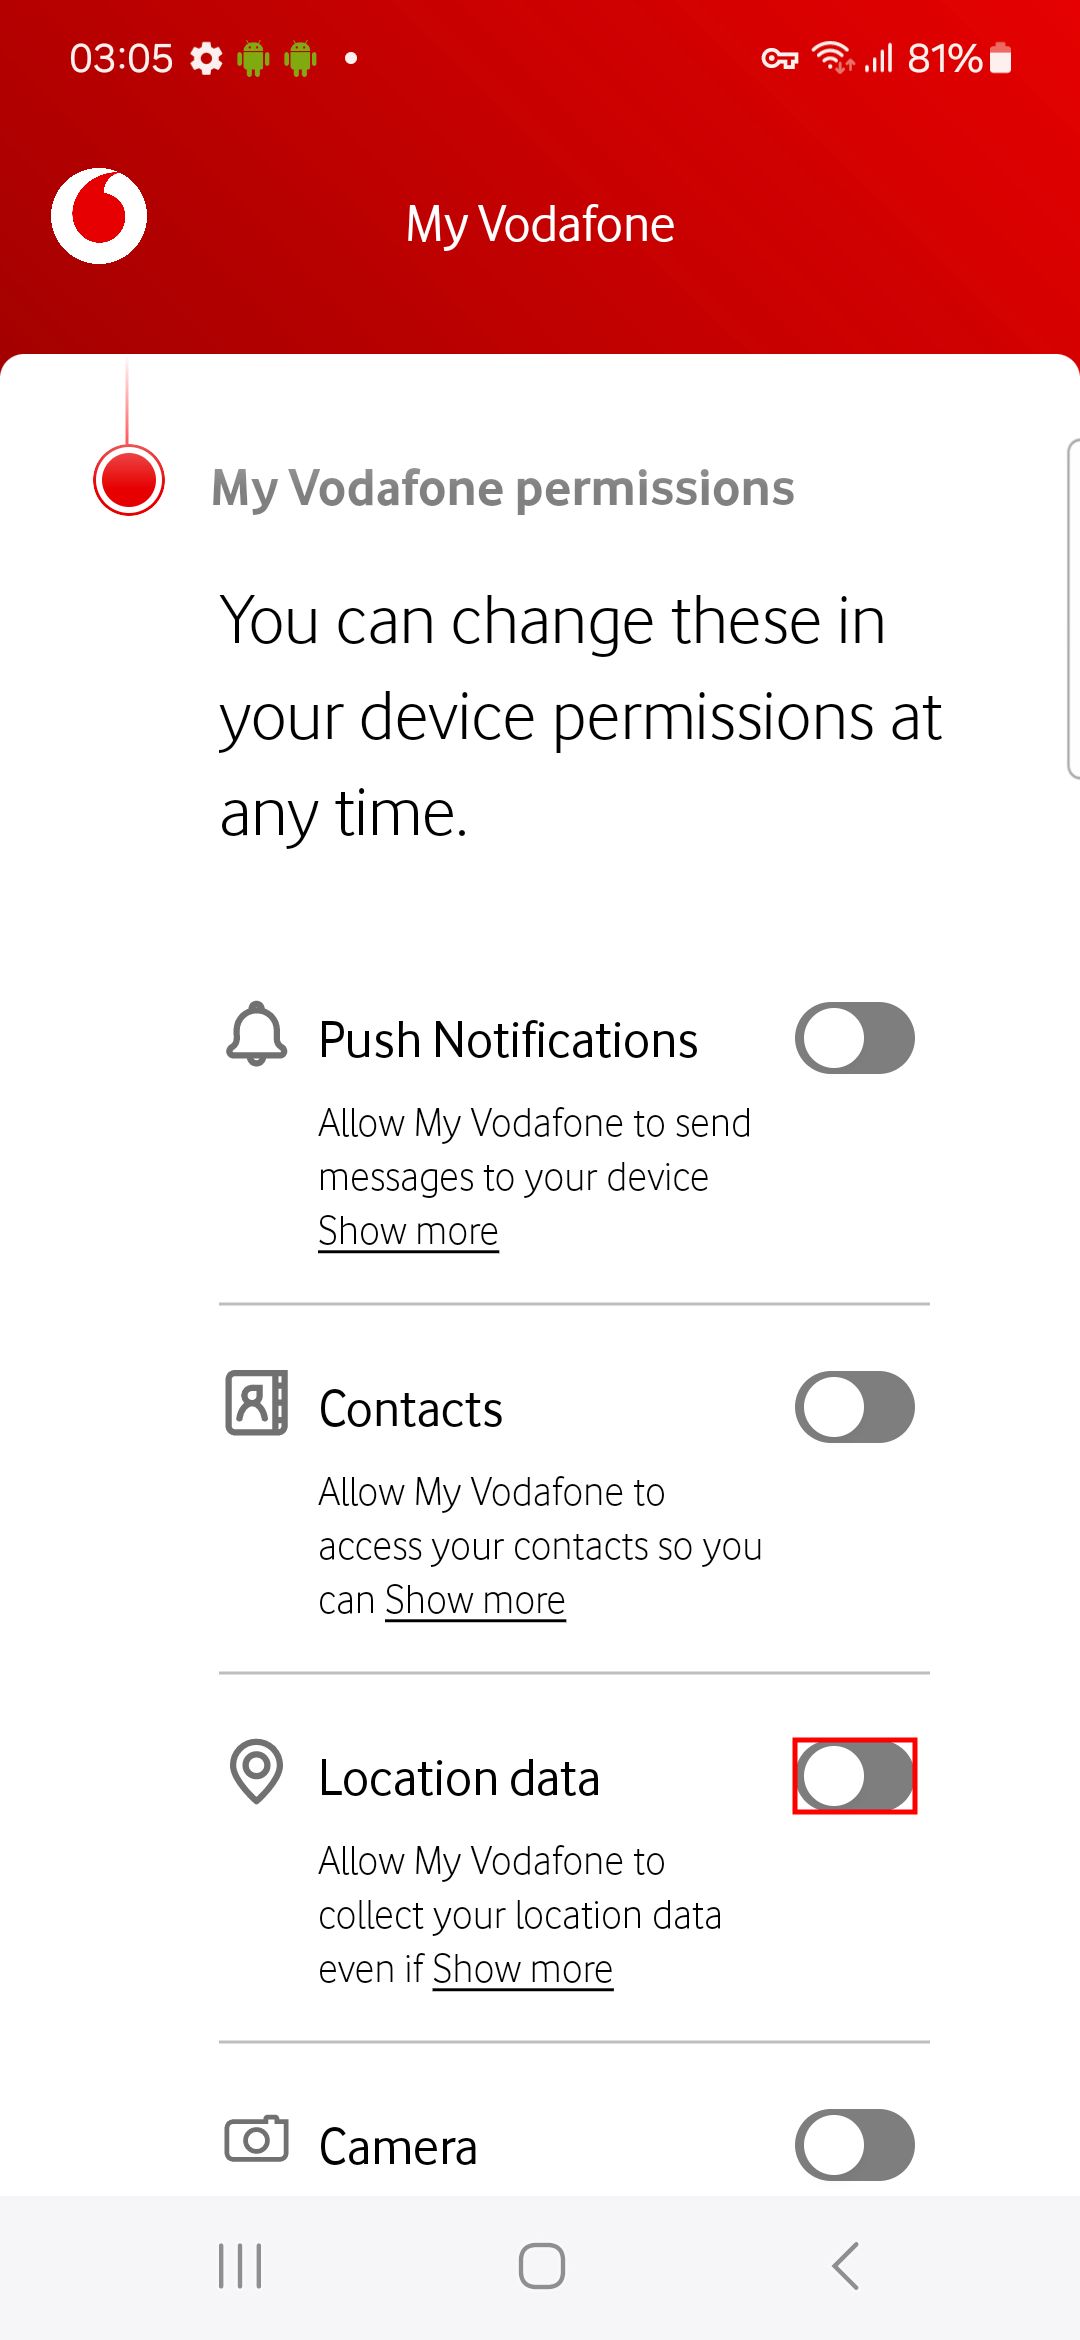 03:05
81%
My Vodafone
My Vodafone permissions
You can change these in
your device permissions at
any time.
Push Notifications
Allow My Vodafone to send
messages to your device
Show more
Contacts
Allow My Vodafone to
access your contacts so you
can Show more
Location data
Allow My Vodafone to
collect your location data
even if Show more
Camera